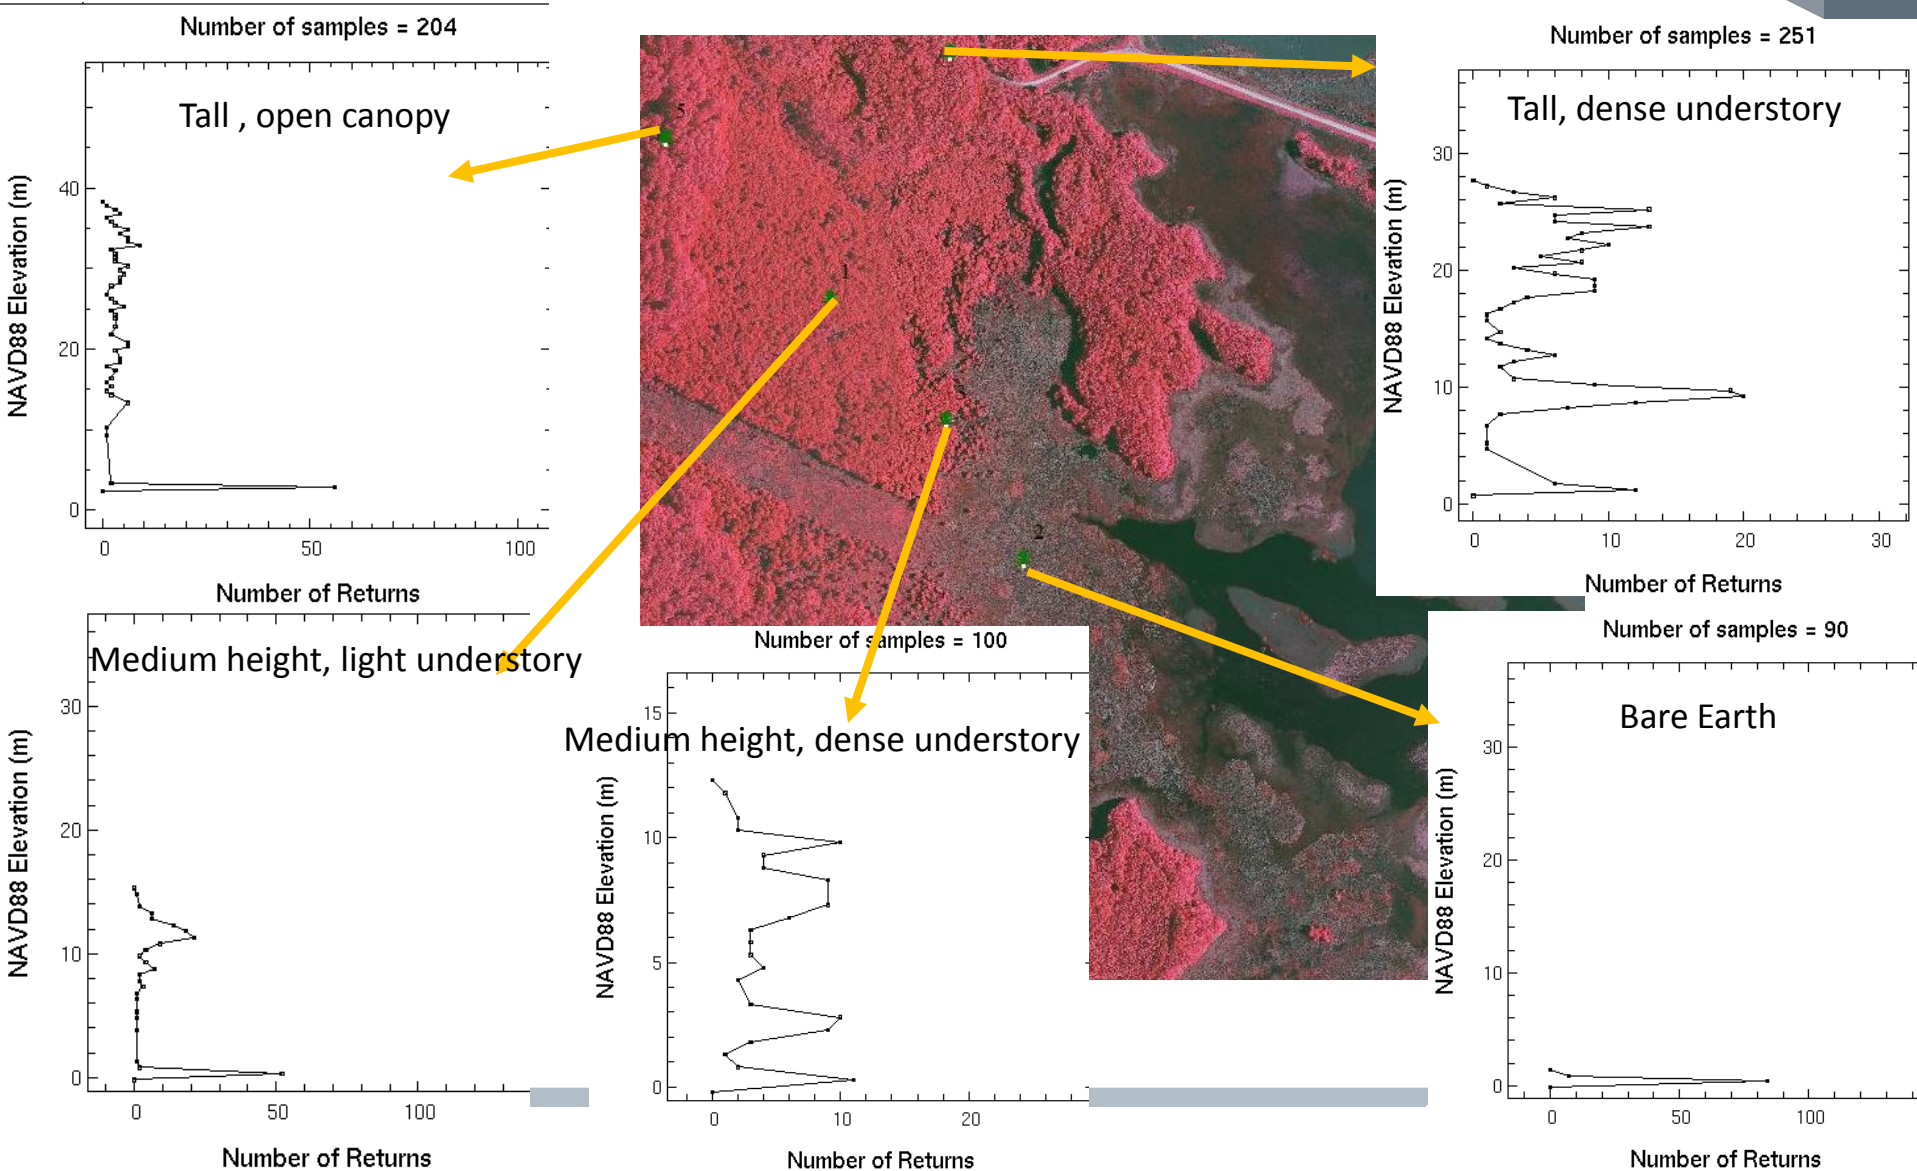 Number of samples = 204
Tall , open canopy
NAVD88 Elevation (m)
40
20
0
0 50 100
Number of Returns
5
1
2
Number of samples = 251
Tall, dense understory
NAVD88 Elevation (m)
30
20
10
0
0 10 20 30
Number of Returns
Medium height, light understory
NAVD88 Elevation (m)
30
20
10
0
0 50 100
Number of Returns
Number of samples = 100
Medium height, dense understory
NAVD88 Elevation (m)
15
10
5
0
0 10 20
Number of Returns
Number of samples = 90
Bare Earth
NAVD88 Elevation (m)
30
20
10
0
0 50 100
Number of Returns